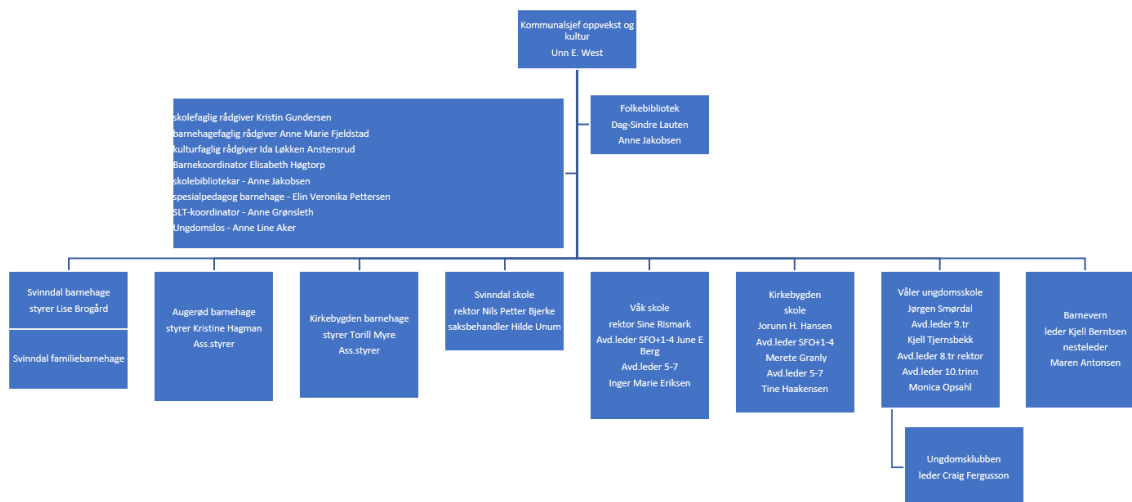 Kommunalsjef oppvekst og
kultur
Unn E. West
skolefaglig rådgiver Kristin Gundersen
barnehagefaglig rådgiver Anne Marie Fjeldstad
kulturfaglig rådgiver Ida Løkken Anstensrud
Barnekoordinator Elisabeth Høgtorp
skolebibliotekar - Anne Jakobsen
spesialpedagog barnehage - Elin Veronika Pettersen
SLT-koordinator - Anne Grønsleth
Ungdomslos - Anne Line Aker
Folkebibliotek
Dag-Sindre Lauten
Anne Jakobsen
Svinndal barnehage
styrer Lise Brogård
Svinndal familiebarnehage
Augerød barnehage
styrer Kristine Hagman
Ass.styrer
Kirkebygden barnehage
styrer Torill Myre
Ass.styrer
Svinndal skole
rektor Nils Petter Bjerke
saksbehandler Hilde Unum
Våk skole
rektor Sine Rismark
Avd.leder SFO+1-4 June E
Berg
Avd.leder 5-7
Inger Marie Eriksen
Kirkebygden
skole
Jorunn H. Hansen
Avd.leder SFO+1-4
Merete Granly
Avd.leder 5-7
Tine Haakensen
Våler ungdomsskole
Jørgen Smørdal
Avd.leder 9.tr
Kjell Tjernsbekk
Avd.leder 8.tr rektor
Avd.leder 10.trinn
Monica Opsahl
Ungdomsklubben
leder Craig Fergusson
Barnevern
leder Kjell Berntsen
nesteleder
Maren Antonsen